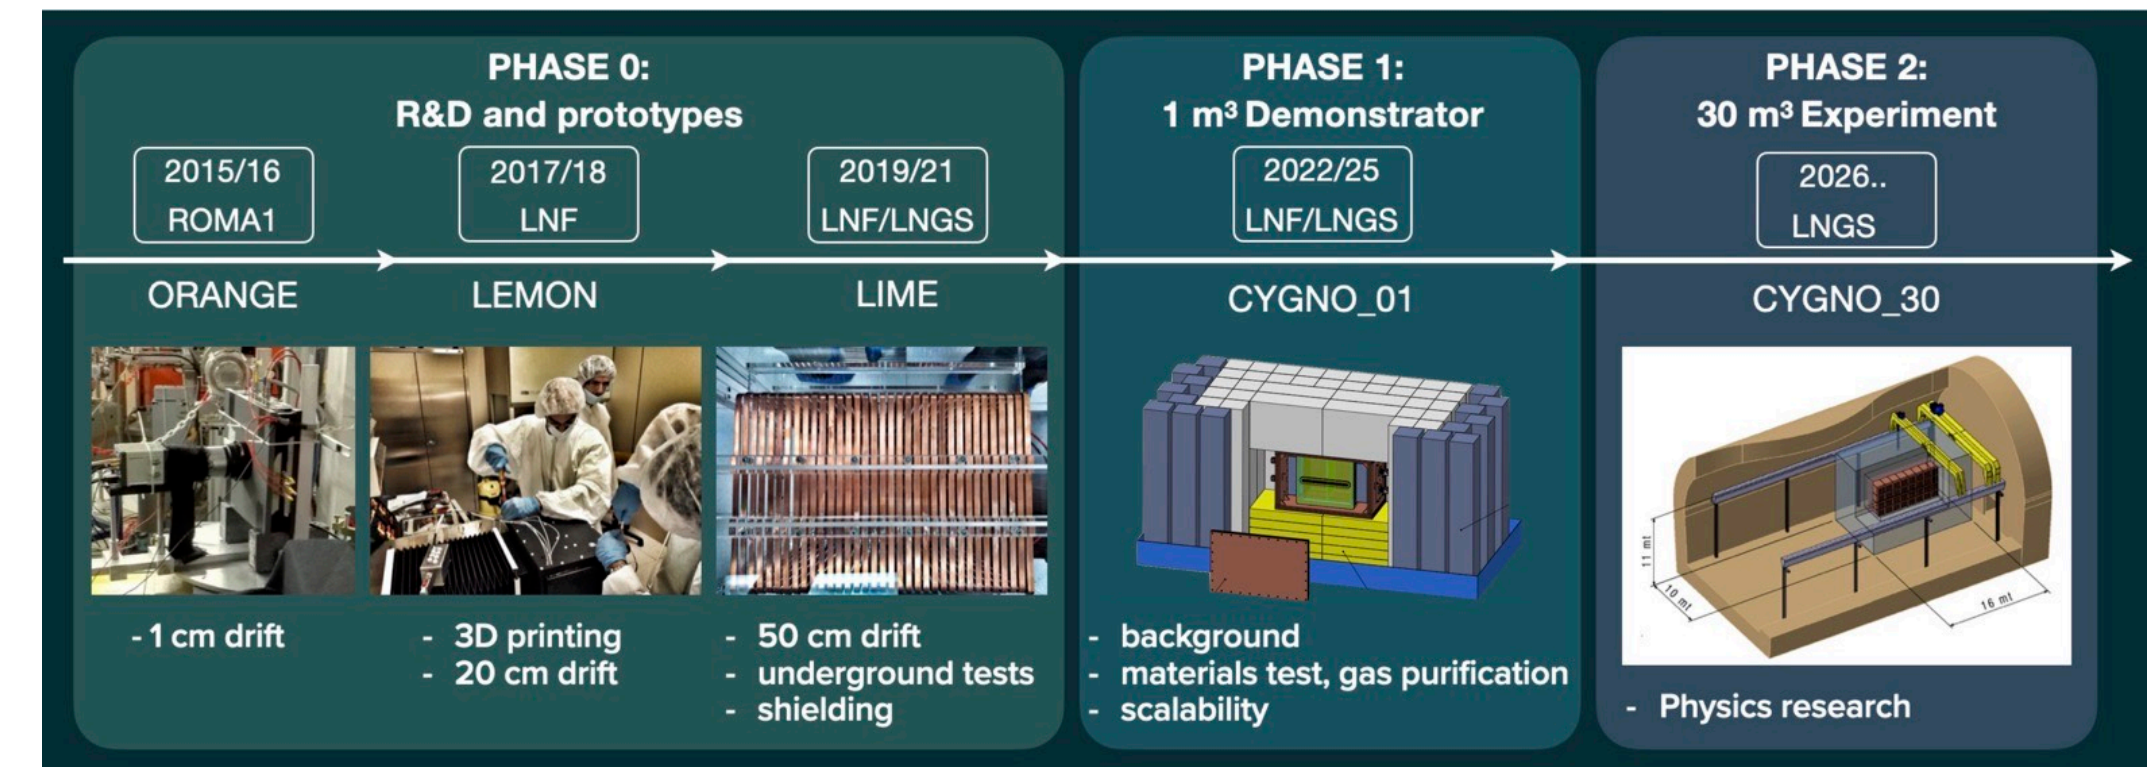 PHASE 0:
R&D and prototypes
2015/16
ROMA1
2017/18
LNF
2019/21
LNF/LNGS
ORANGE
LEMON
LIME
- 1 cm drift
- 3D printing
- 20 cm drift
- 50 cm drift
- underground tests
- shielding
PHASE 1:
1 m³ Demonstrator
2022/25
LNF/LNGS
CYGNO_01
- background
- materials test, gas purification
- scalability
PHASE 2:
30 m³ Experiment
2026..
LNGS
CYGNO_30
11 mt
10 mt
16 mt
- Physics research